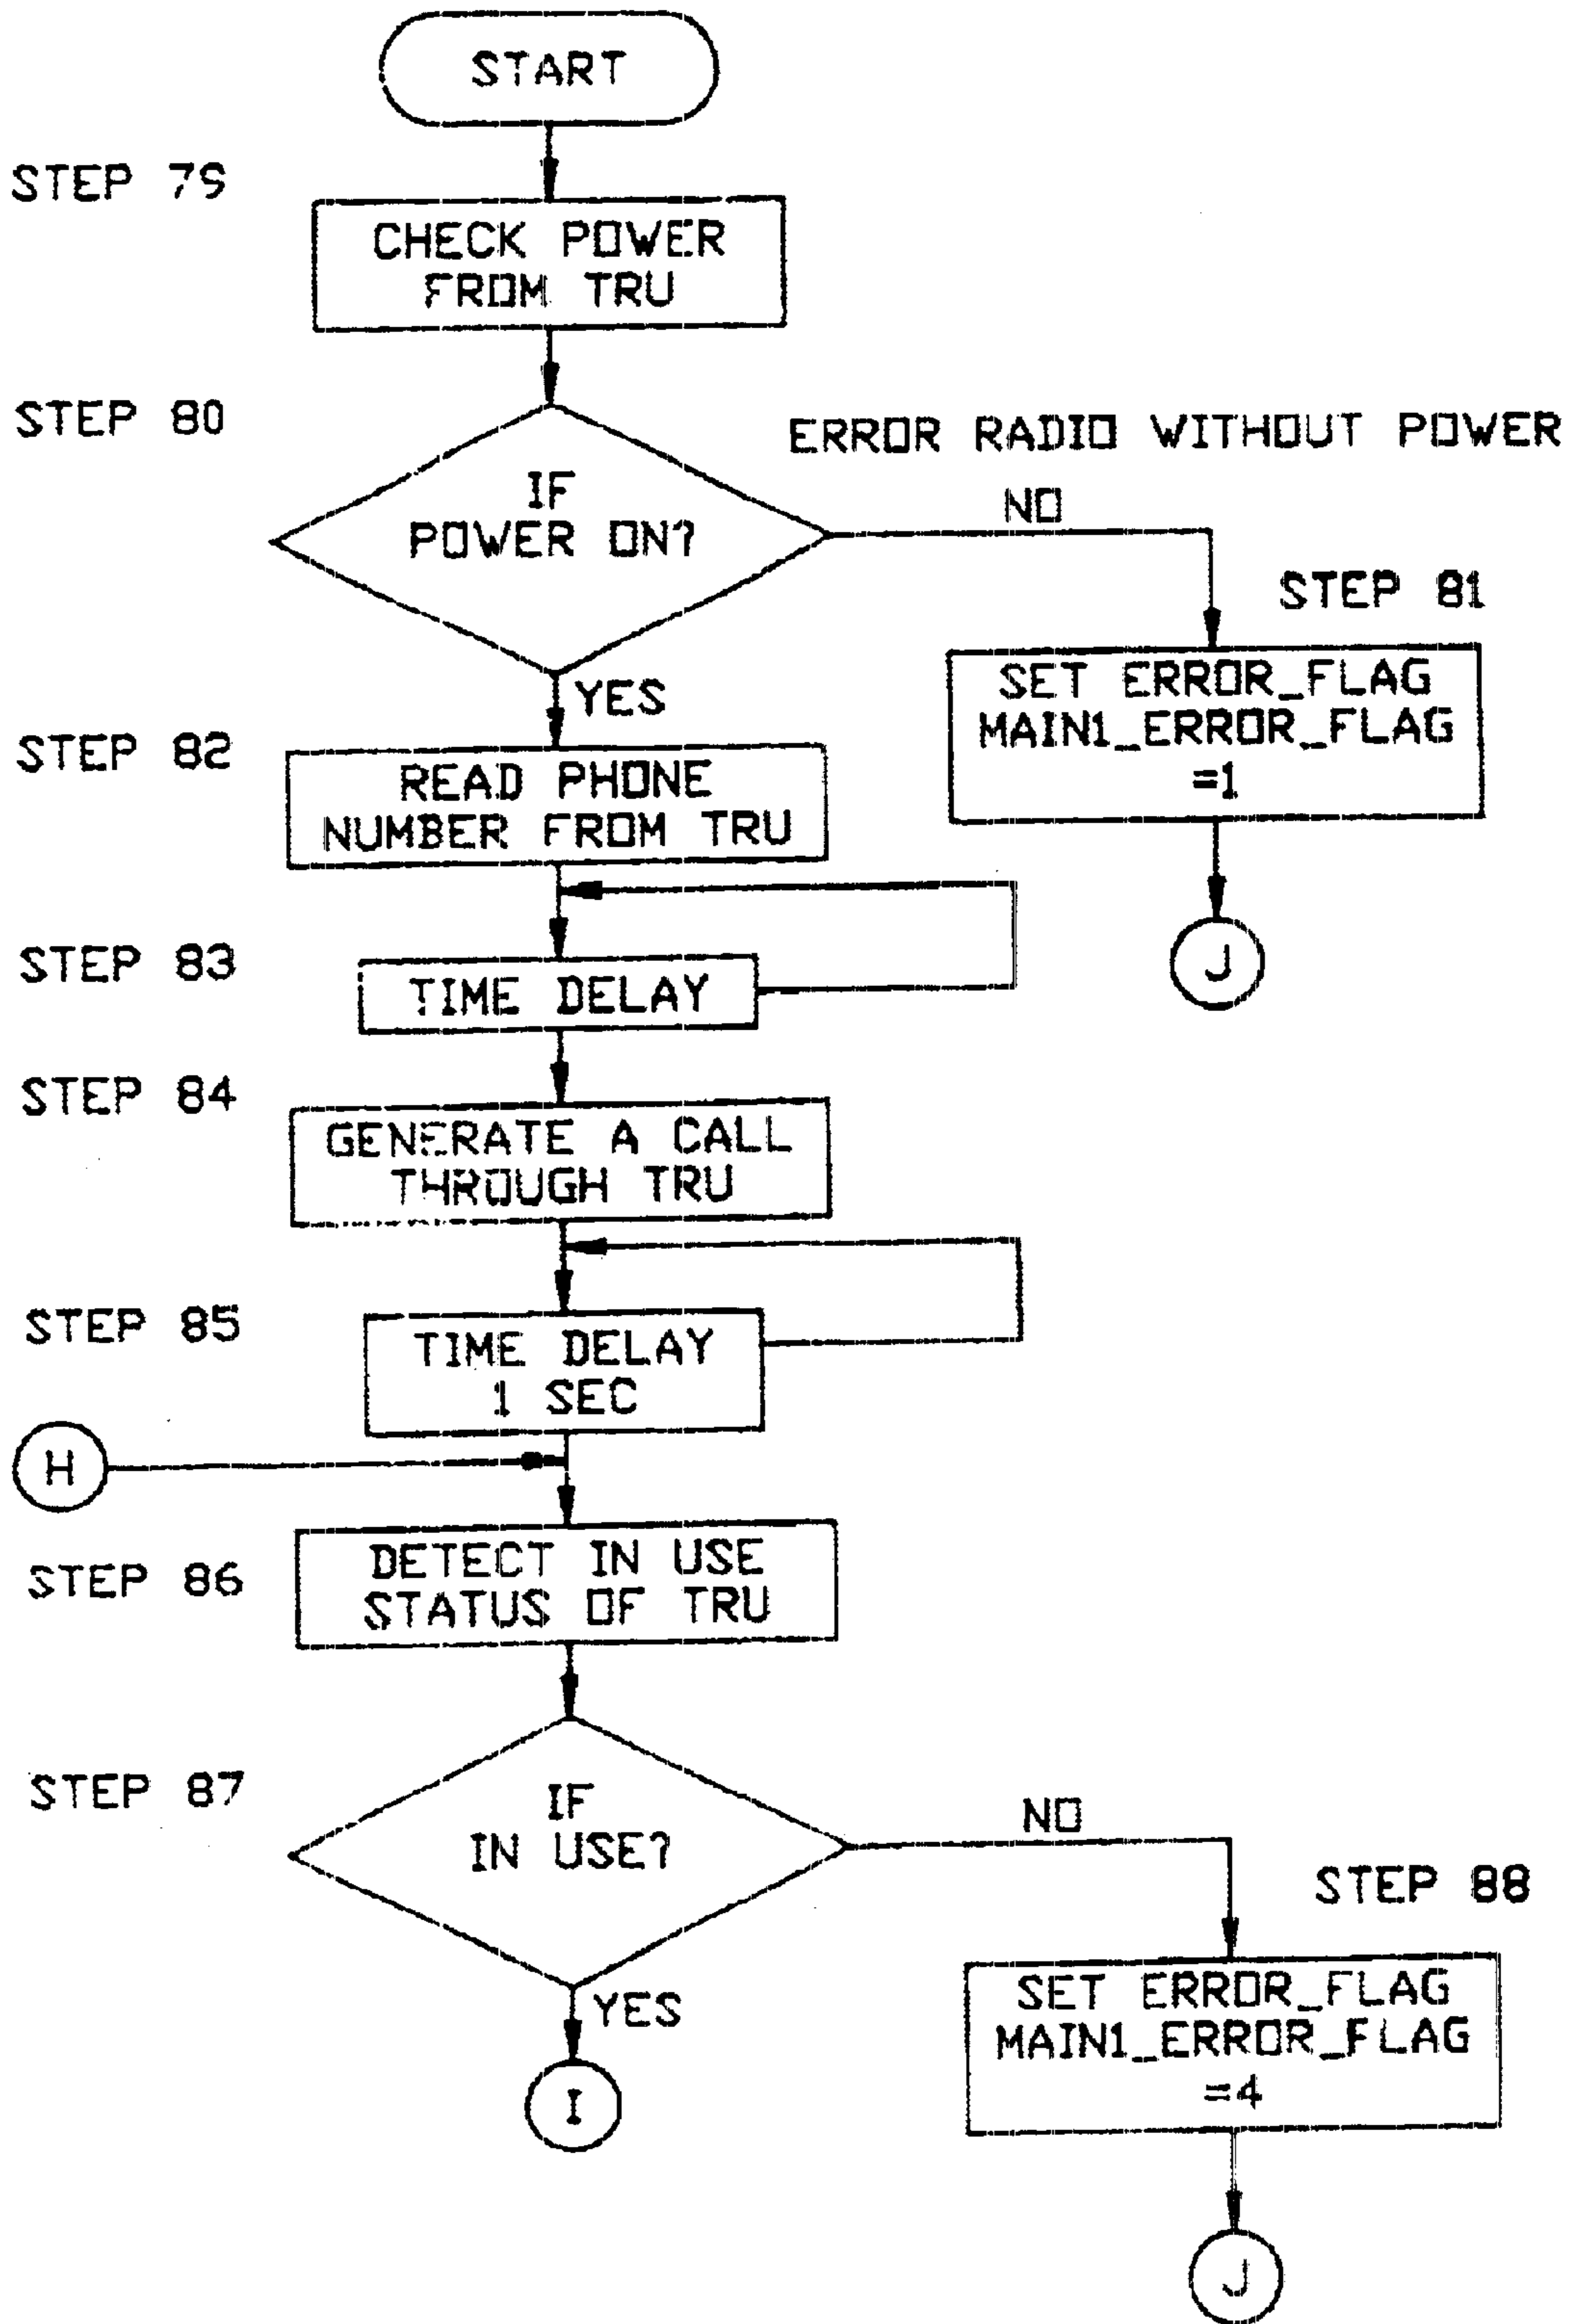 START
STEP 79
CHECK POWER
FROM TRU
STEP 80
ERROR RADIO WITHOUT POWER
IF
POWER ON?
NO
STEP 81
SET ERROR_FLAG
MAIN1_ERROR_FLAG
=1
J
YES
STEP 82
READ PHONE
NUMBER FROM TRU
STEP 83
TIME DELAY
STEP 84
GENERATE A CALL
THROUGH TRU
STEP 85
TIME DELAY
1 SEC
H
STEP 86
DETECT IN USE
STATUS OF TRU
STEP 87
IF
IN USE?
NO
STEP 88
SET ERROR_FLAG
MAIN1_ERROR_FLAG
=4
YES
I
J